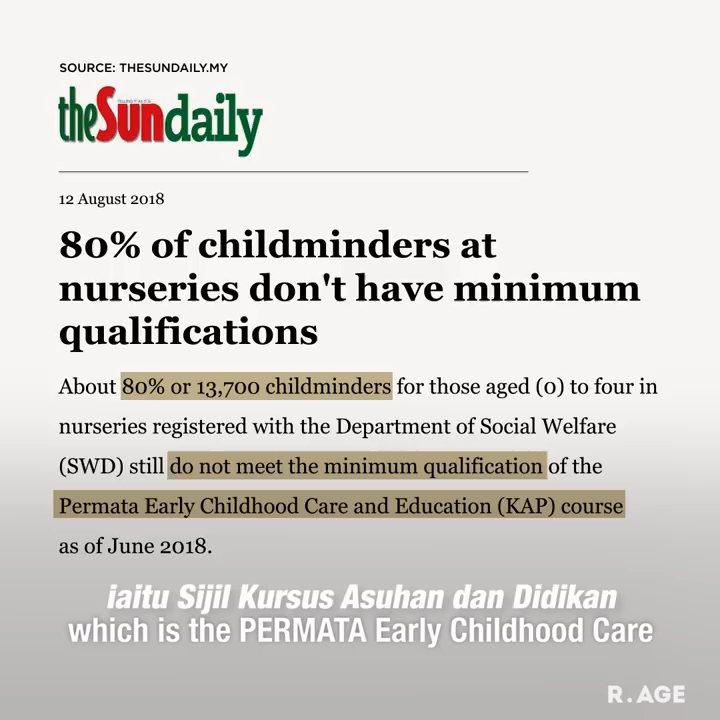 SOURCE: THESUNDAILY.MY
theSundaily
12 August 2018
80% of childminders at
nurseries don't have minimum
qualifications
About 80% or 13,700 childminders for those aged (0) to four in
nurseries registered with the Department of Social Welfare
(SWD) still do not meet the minimum qualification of the
Permata Early Childhood Care and Education (KAP) course
as of June 2018.
iaitu Sijil Kursus Asuhan dan Didikan
which is the PERMATA Early Childhood Care
R.AGE